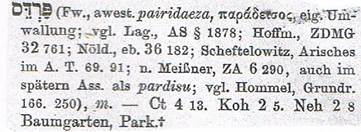 פַּרְדֵּס (Fw., awest. pairidaeza, παράδεισος, eig. Um-
wallung; vgl. Lag., AS § 1878; Hoffm., ZDMG
32 761; Nöld., eb. 36 182; Scheftelowitz, Arisches
im A. T. 69. 91; n. Meißner, ZA 6 290, auch im
spätern Ass. als pardisu; vgl. Hommel, Grundr.
166. 250), m. — Ct 4 13. Koh 2 5. Neh 2 8
Baumgarten, Park.†